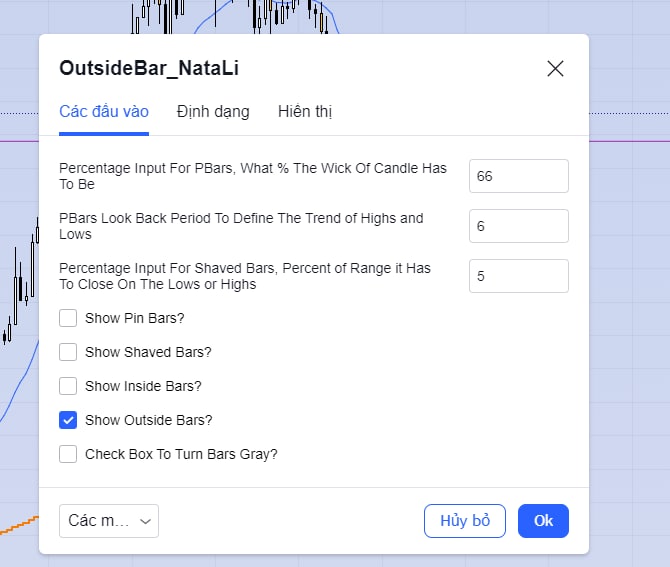 OutsideBar_NataLi
Các đầu vào Định dạng Hiển thị
Percentage Input For PBars, What % The Wick Of Candle Has
To Be
66
PBars Look Back Period To Define The Trend of Highs and
Lows
6
Percentage Input For Shaved Bars, Percent of Range it Has
To Close On The Lows or Highs
5
Show Pin Bars?
Show Shaved Bars?
Show Inside Bars?
Show Outside Bars?
Check Box To Turn Bars Gray?
Các m... Hủy bỏ Ok